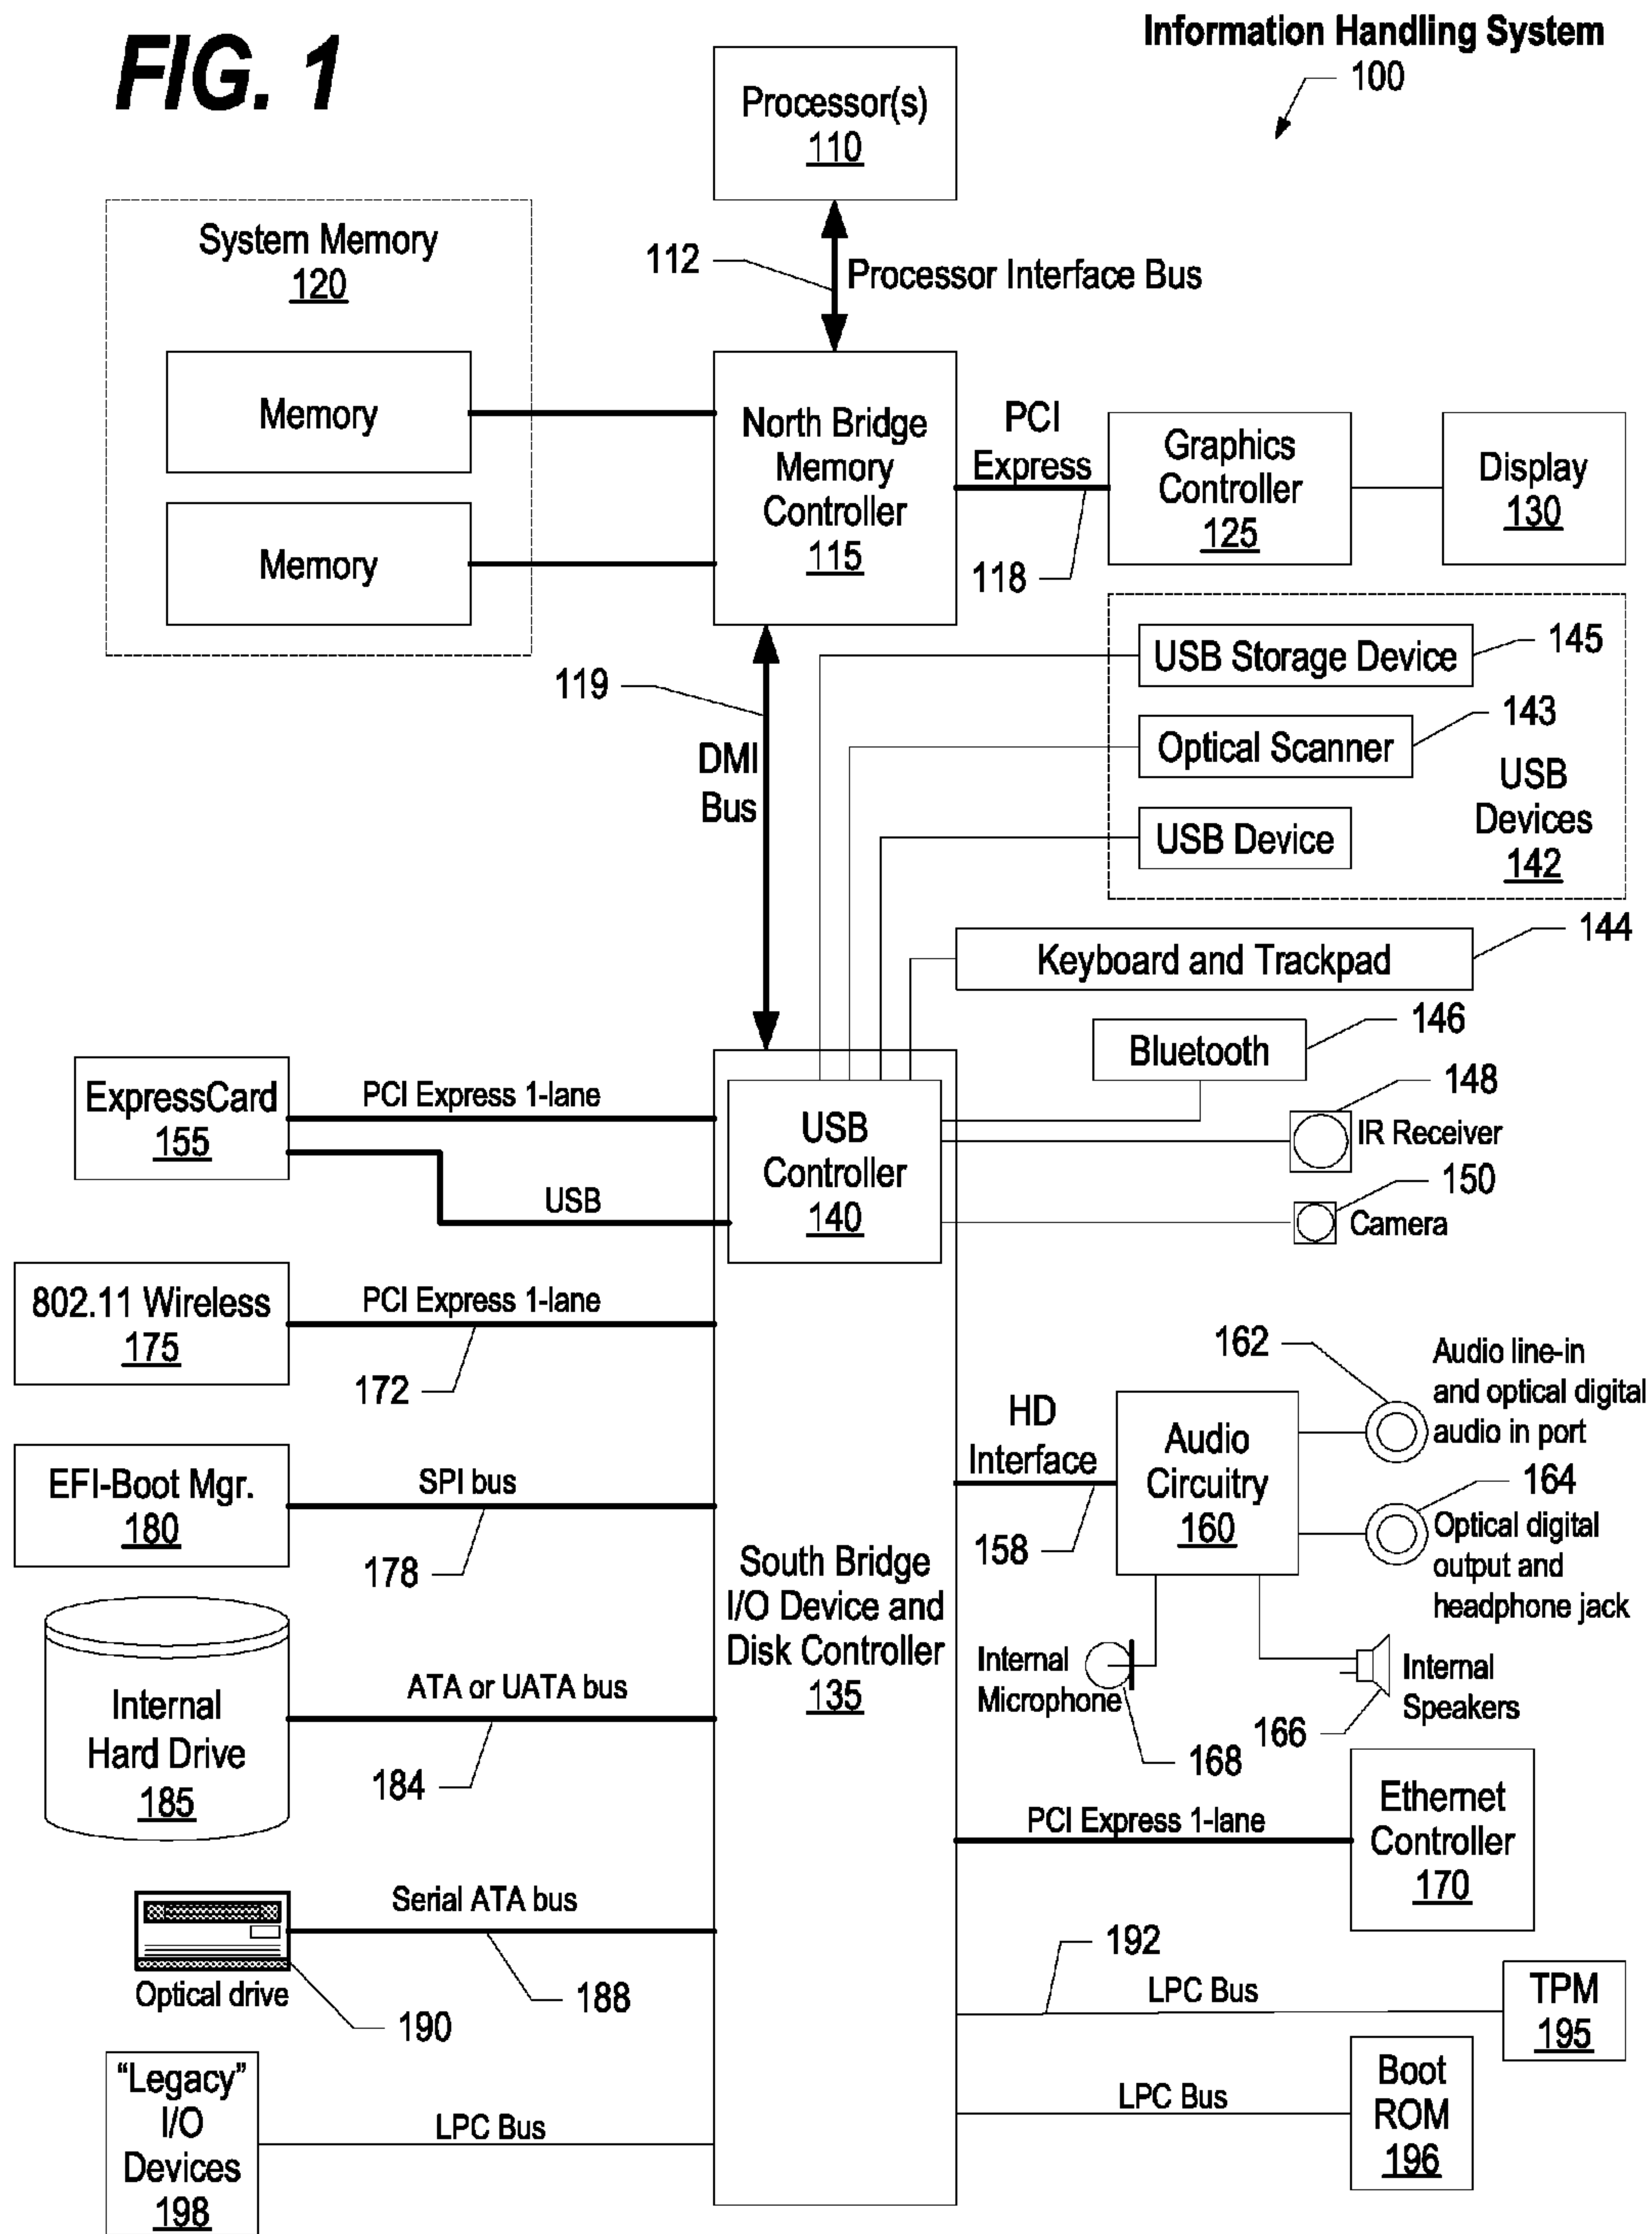 FIG. 1
Information Handling System
100
Processor(s)
110
System Memory
120
112
Processor Interface Bus
Memory
Memory
North Bridge
Memory
Controller
115
PCI
Express
118
Graphics
Controller
125
Display
130
119
DMI
Bus
USB Storage Device
145
Optical Scanner
143
USB Device
USB
Devices
142
Keyboard and Trackpad
144
Bluetooth
146
148
IR Receiver
150
Camera
ExpressCard
155
PCI Express 1-lane
USB
USB
Controller
140
802.11 Wireless
175
PCI Express 1-lane
172
162
Audio line-in
and optical digital
audio in port
HD
Interface
158
Audio
Circuitry
160
164
Optical digital
output and
headphone jack
EFI-Boot Mgr.
180
SPI bus
178
South Bridge
I/O Device and
Disk Controller
135
Internal
Microphone
168
Internal
Speakers
166
Internal
Hard Drive
185
ATA or UATA bus
184
PCI Express 1-lane
Ethernet
Controller
170
Serial ATA bus
188
Optical drive
190
192
LPC Bus
TPM
195
"Legacy"
I/O
Devices
198
LPC Bus
LPC Bus
Boot
ROM
196